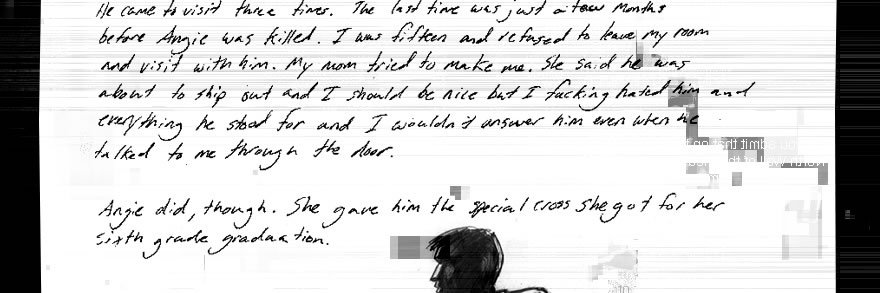 He came to visit three times. The last time was just a few months
before Angie was killed. I was fifteen and refused to leave my room
and visit with him. My mom tried to make me. She said he was
about to ship out and I should be nice but I fucking hated him and
everything he stood for and I wouldn't answer him even when he
talked to me through the door.
you admit that
Angie did, though. She gave him the special cross she got for her
sixth grade graduation.